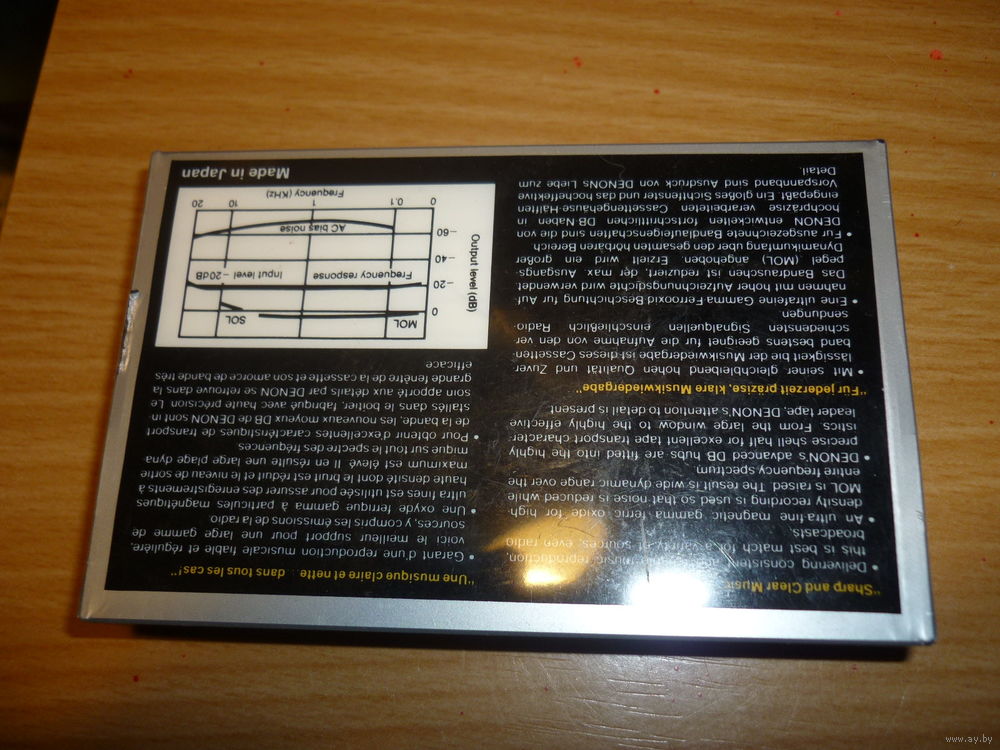 "Sharp and Clear Music
• Delivering consistent music reproduction,
this is best match for a variety of sources, even radio
broadcasts.
• An ultra fine magnetic gamma ferric oxide for high
density recording is used so that noise is reduced while
MOL is raised. The result is wide dynamic range over the
entire frequency spectrum.
• DENON's advanced DB hubs are fitted into the highly
precise shell half for excellent tape transport character-
istics. From the large window to the highly effective
leader tape, DENON's attention to detail is present.
"Für jederzeit präzise, klare Musikwiedergabe"
• Mit seiner gleichbleibend hohen Qualität und Zuver
lässigkeit bie der Musikwiedergabe ist dieses Cassetten
band bestens geeignet fur die Aufnahme von den ver
schiedensten Signalquellen einschließlich Radio
sendungen
• Eine ultrafeine Gamma Ferrooxid Beschichtung fur Auf-
nahmen mit hoher Aufzeichnungsdichte wird verwendet
Das Bandrauschen ist reduziert, der max. Ausgangs-
pegel (MOL) angehoben Erzielt wird ein großer
Dynamikumfang uber den gesamten horbaren Bereich
• Fur ausgezeichnete Bandlaufeigenschaften sind die von
DENON entwickelten fortschrittlichen DB Naben in
hochpräzise verarbeiteten Cassettengehäuse Hälften
eingepaßt. Ein großes Sichtfenster und das hocheffektive
Vorspannband sind Ausdruck von DENONs Liebe zum
Detail.
"Une musique claire et nette dans tous les cas!"
• Garant d'une reproduction musicale fiable et régulière,
voici le meilleur support pour une large gamme de
sources, y compris les émissions de la radio
• Une oxyde ferrique gamma à particules magnétiques
ultra fines est utilisée pour assurer des enregistrements à
haute densité dont le bruit est réduit et le niveau de sortie
maximum est élevé Il en résulte une large plage dyna
mique sur tout le spectre des fréquences
• Pour obtenir d'excellentes caractéristiques de transport
de la bande, les nouveaux moyeux DB de DENON sont in-
stallés dans le boîtier, fabriqué avec haute précision. Le
soin apporté aux détails par DENON se retrouve dans la
grande fenêtre de la cassette et son amorce de bande très
efficace
MOL
SOL
Frequency response
Input level -20dB
AC bias noise
Output level (dB)
0
-20
-40
-60
0
0.1
1
10
20
Frequency (KHz)
Made in Japan
www.ay.by